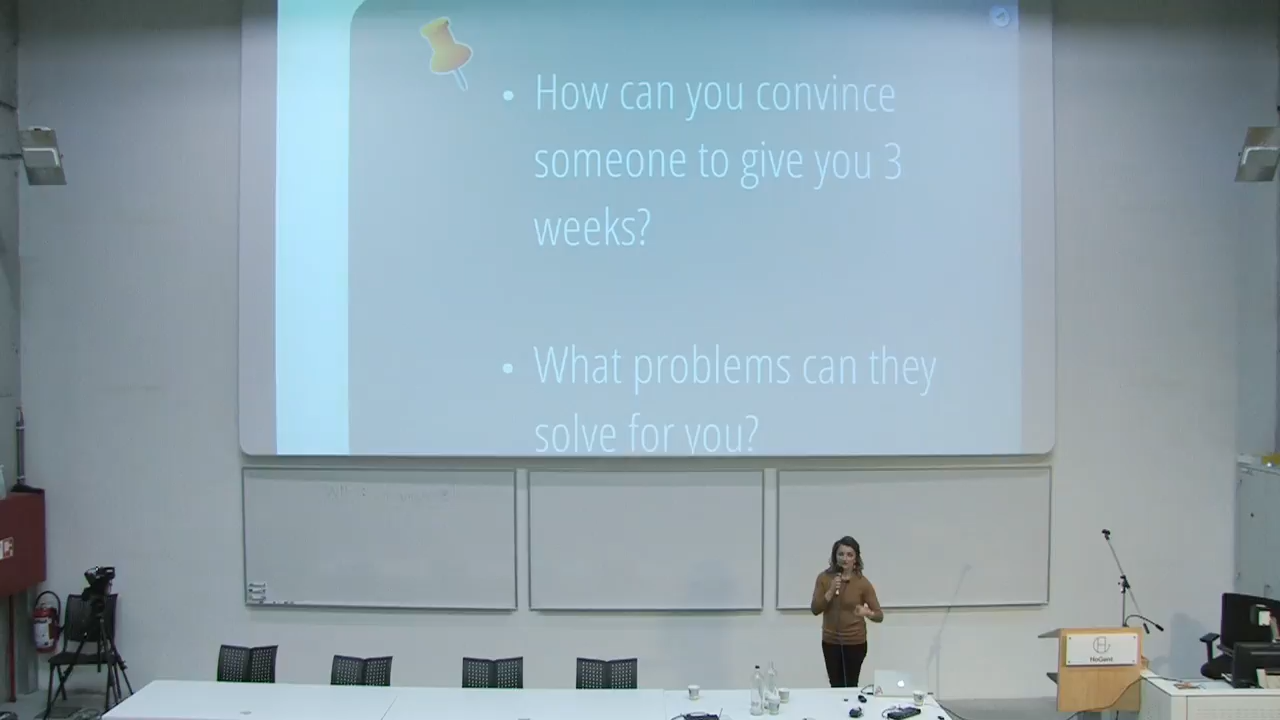 • How can you convince
someone to give you 3
weeks?
• What problems can they
solve for you?
HoGent